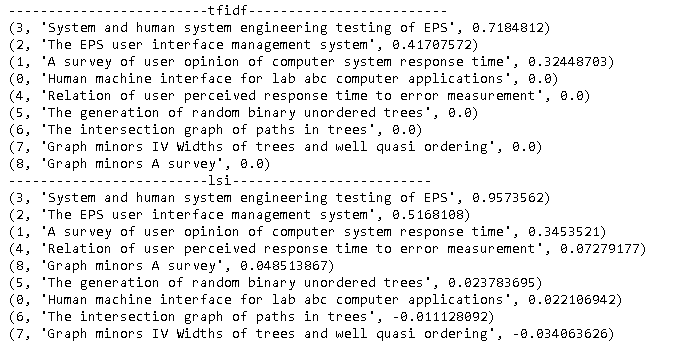 -------------------------tfidf-------------------------
(3, 'System and human system engineering testing of EPS', 0.7184812)
(2, 'The EPS user interface management system', 0.41707572)
(1, 'A survey of user opinion of computer system response time', 0.32448703)
(0, 'Human machine interface for lab abc computer applications', 0.0)
(4, 'Relation of user perceived response time to error measurement', 0.0)
(5, 'The generation of random binary unordered trees', 0.0)
(6, 'The intersection graph of paths in trees', 0.0)
(7, 'Graph minors IV Widths of trees and well quasi ordering', 0.0)
(8, 'Graph minors A survey', 0.0)
-------------------------lsi-------------------------
(3, 'System and human system engineering testing of EPS', 0.9573562)
(2, 'The EPS user interface management system', 0.5168108)
(1, 'A survey of user opinion of computer system response time', 0.3453521)
(4, 'Relation of user perceived response time to error measurement', 0.07279177)
(8, 'Graph minors A survey', 0.048513867)
(5, 'The generation of random binary unordered trees', 0.023783695)
(0, 'Human machine interface for lab abc computer applications', 0.022106942)
(6, 'The intersection graph of paths in trees', -0.011128092)
(7, 'Graph minors IV Widths of trees and well quasi ordering', -0.034063626)